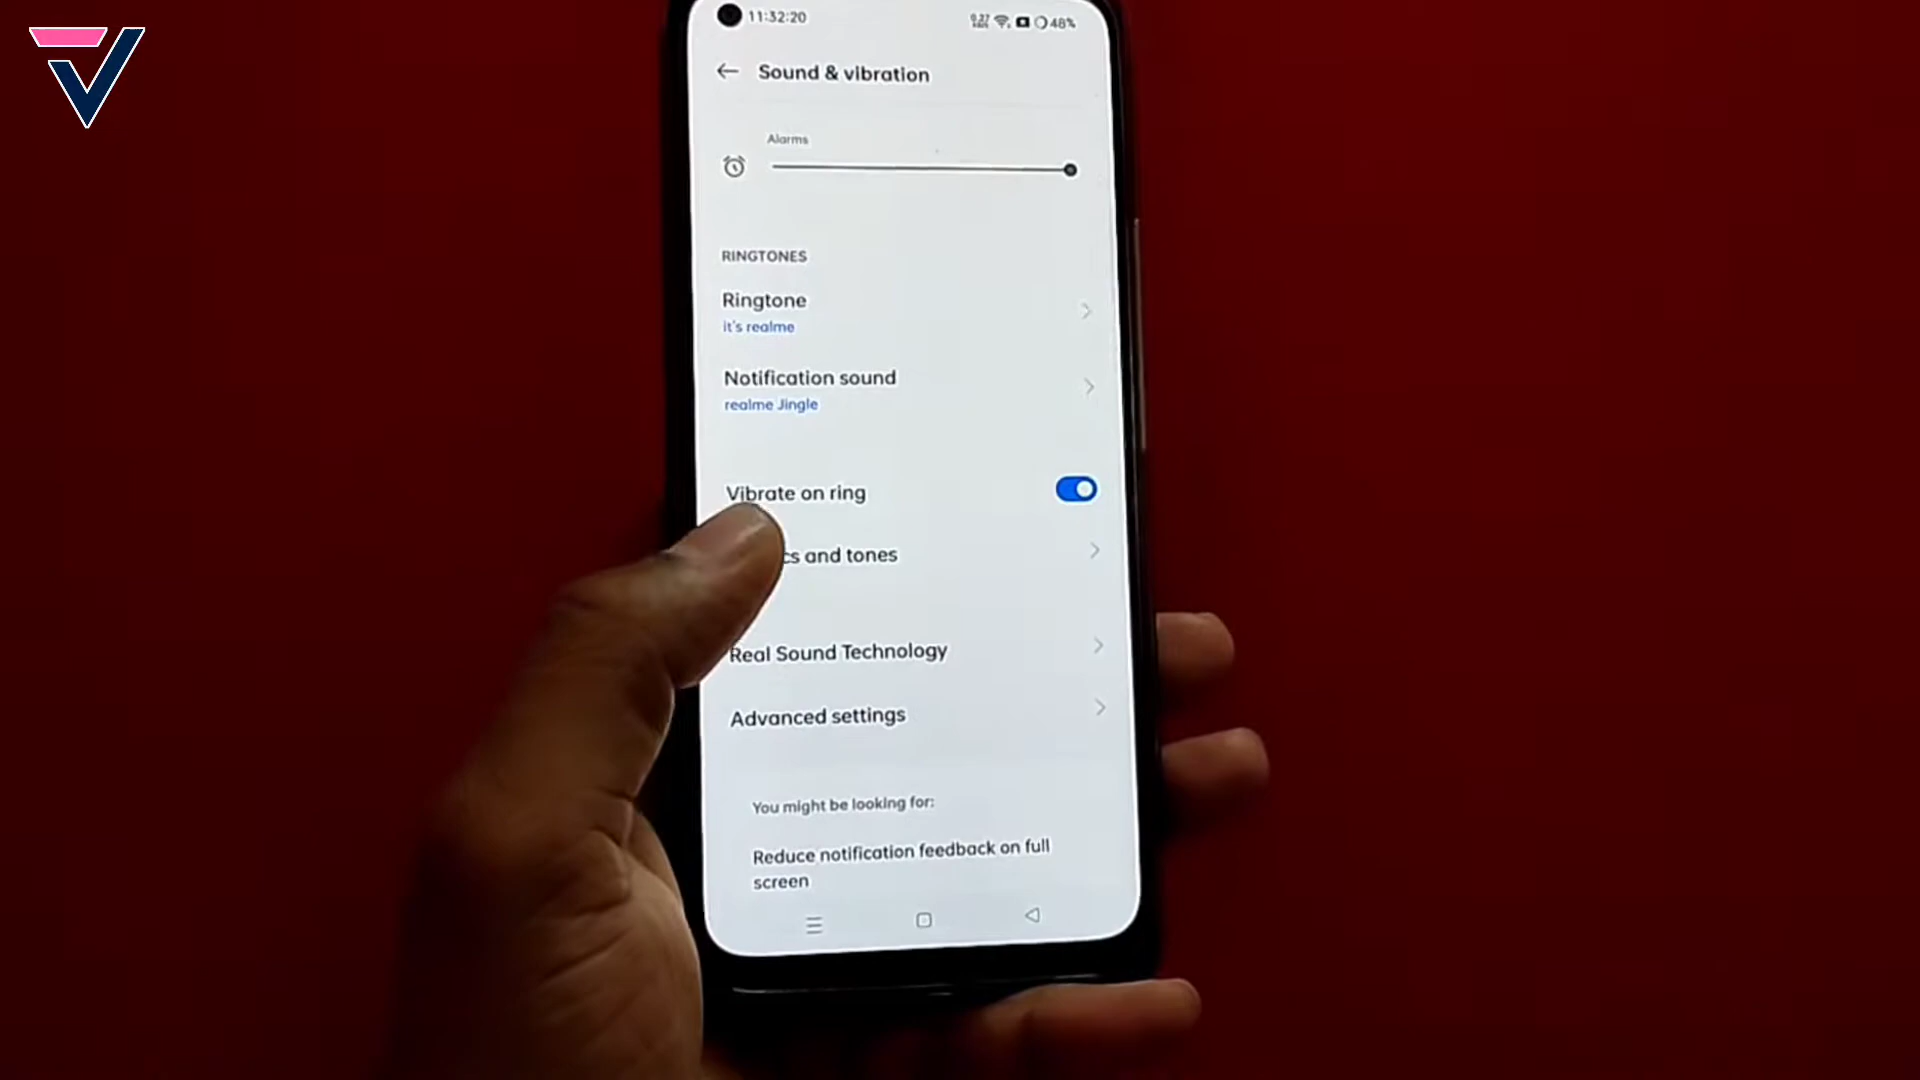 11:32:20
48%
Sound & vibration
Alarms
RINGTONES
Ringtone
it's realme
Notification sound
realme Jingle
Vibrate on ring
cs and tones
Real Sound Technology
Advanced settings
You might be looking for:
Reduce notification feedback on full
screen